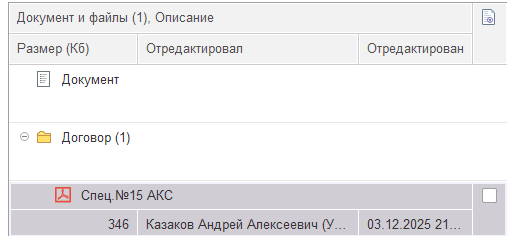 Документ и файлы (1), Описание
Размер (Кб) Отредактировал Отредактирован
Документ
Договор (1)
Спец.№15 АКС
346 Казаков Андрей Алексеевич (У... 03.12.2025 21...